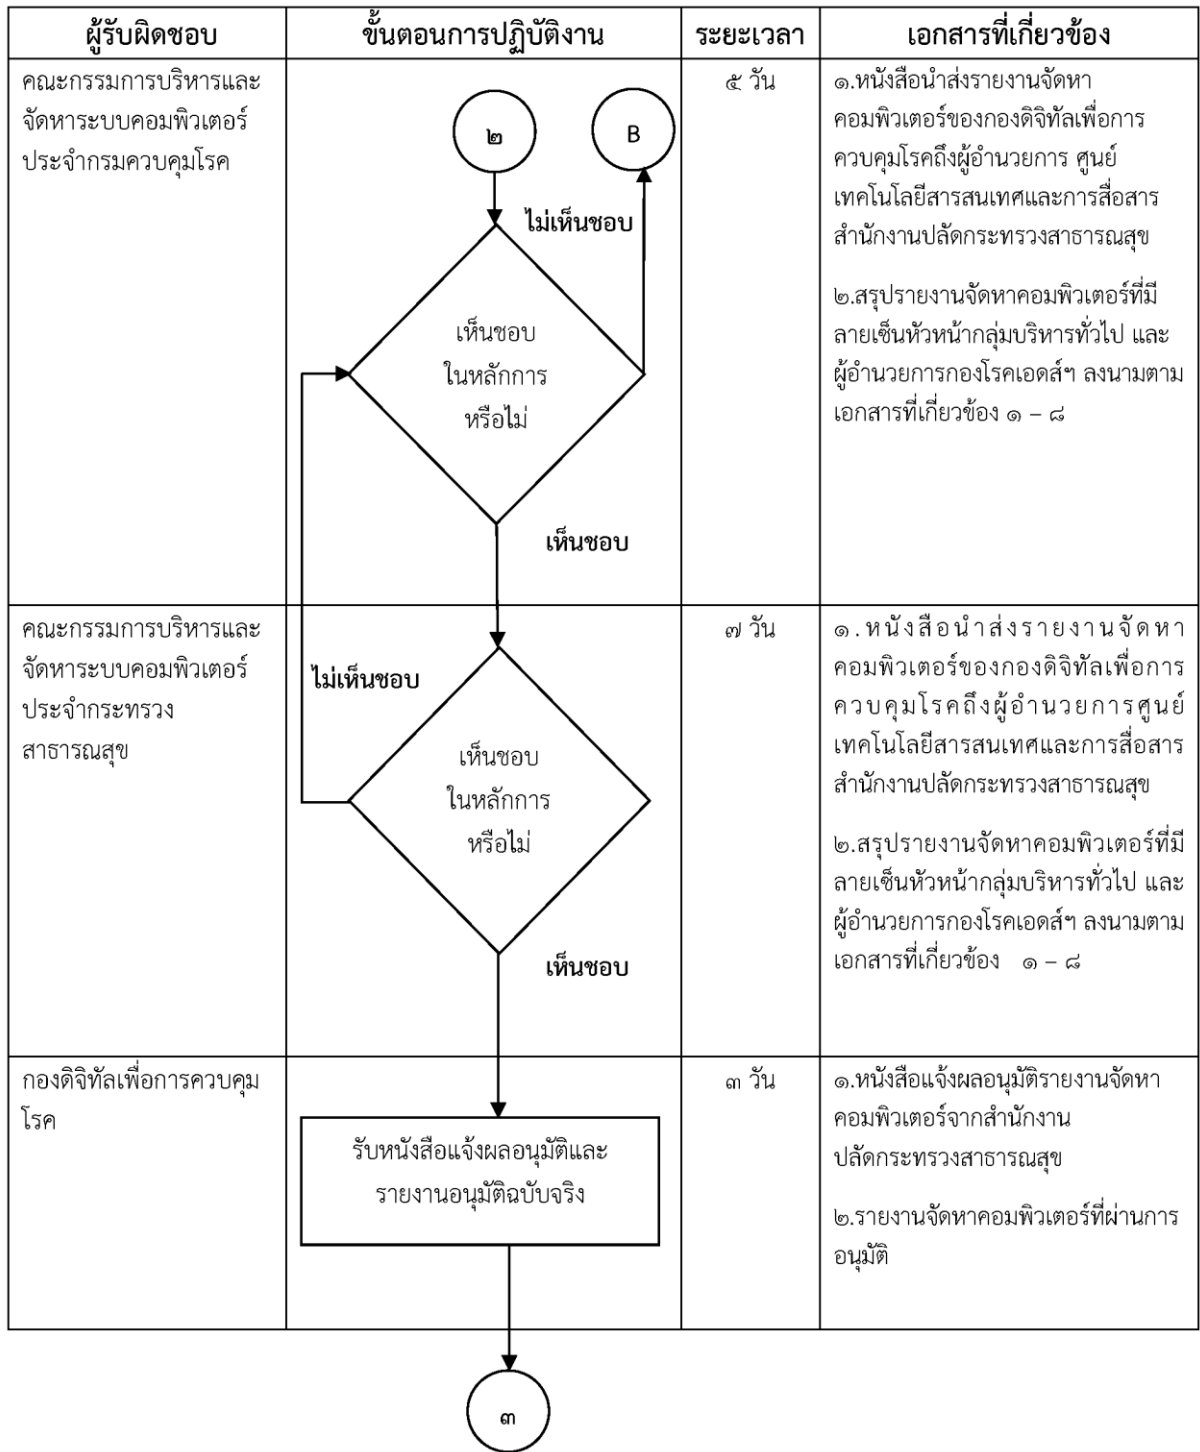 ผู้รับผิดชอบ ขั้นตอนการปฏิบัติงาน ระยะเวลา เอกสารที่เกี่ยวข้อง
คณะกรรมการบริหารและ
จัดหาระบบคอมพิวเตอร์
ประจำกรมควบคุมโรค
๒
B
ไม่เห็นชอบ
เห็นชอบ
ในหลักการ
หรือไม่
เห็นชอบ
๕ วัน
๑.หนังสือนำส่งรายงานจัดหา
คอมพิวเตอร์ของกองดิจิทัลเพื่อการ
ควบคุมโรคถึงผู้อำนวยการ ศูนย์
เทคโนโลยีสารสนเทศและการสื่อสาร
สำนักงานปลัดกระทรวงสาธารณสุข
๒.สรุปรายงานจัดหาคอมพิวเตอร์ที่มี
ลายเซ็นหัวหน้ากลุ่มบริหารทั่วไป และ
ผู้อำนวยการกองโรคเอดส์ฯ ลงนามตาม
เอกสารที่เกี่ยวข้อง ๑ – ๘
คณะกรรมการบริหารและ
จัดหาระบบคอมพิวเตอร์
ประจำกระทรวง
สาธารณสุข
ไม่เห็นชอบ
เห็นชอบ
ในหลักการ
หรือไม่
เห็นชอบ
๗ วัน
๑.หนังสือนำส่งรายงานจัดหา
คอมพิวเตอร์ของกองดิจิทัลเพื่อการ
ควบคุมโรคถึงผู้อำนวยการศูนย์
เทคโนโลยีสารสนเทศและการสื่อสาร
สำนักงานปลัดกระทรวงสาธารณสุข
๒.สรุปรายงานจัดหาคอมพิวเตอร์ที่มี
ลายเซ็นหัวหน้ากลุ่มบริหารทั่วไป และ
ผู้อำนวยการกองโรคเอดส์ฯ ลงนามตาม
เอกสารที่เกี่ยวข้อง ๑ – ๘
กองดิจิทัลเพื่อการควบคุม
โรค
รับหนังสือแจ้งผลอนุมัติและ
รายงานอนุมัติฉบับจริง
๓ วัน
๑.หนังสือแจ้งผลอนุมัติรายงานจัดหา
คอมพิวเตอร์จากสำนักงาน
ปลัดกระทรวงสาธารณสุข
๒.รายงานจัดหาคอมพิวเตอร์ที่ผ่านการ
อนุมัติ
๓